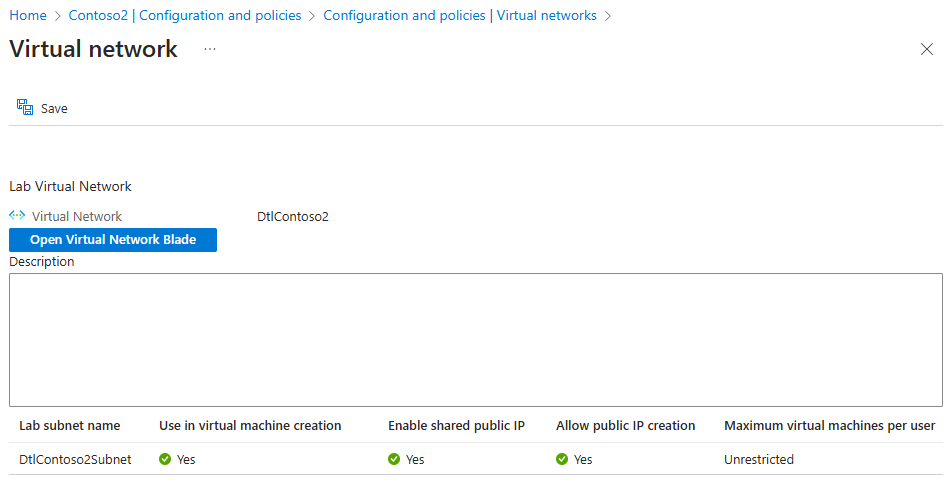 Home > Contoso2 | Configuration and policies > Configuration and policies | Virtual networks >
Virtual network ...
Save
Lab Virtual Network
Virtual Network DtlContoso2
Open Virtual Network Blade
Description
Lab subnet name Use in virtual machine creation Enable shared public IP Allow public IP creation Maximum virtual machines per user
DtlContoso2Subnet Yes Yes Yes Unrestricted